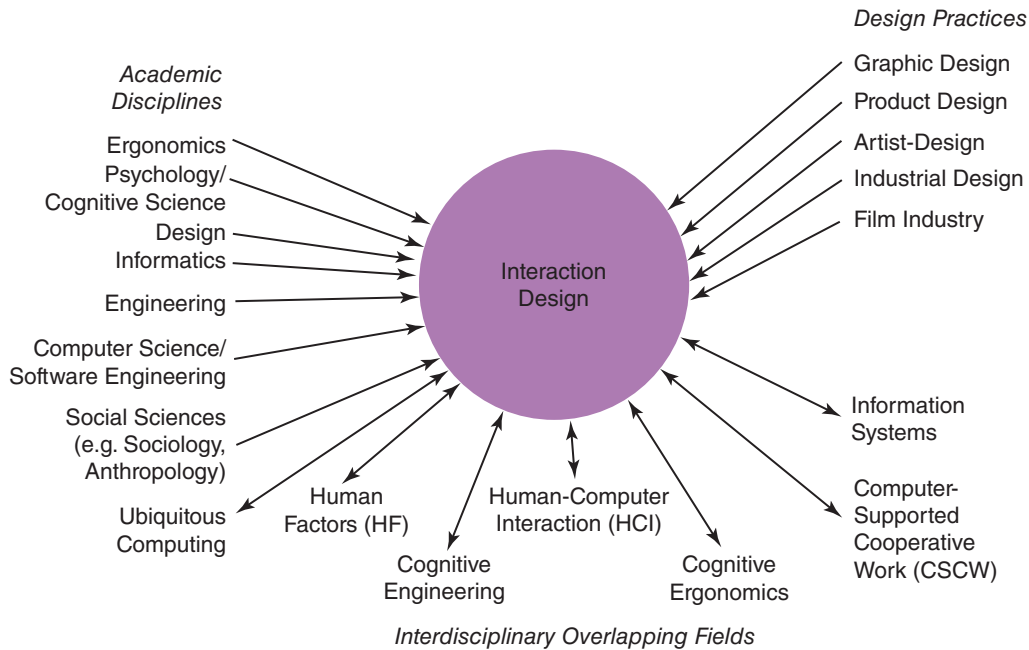 Academic
Disciplines
Ergonomics
Psychology/
Cognitive Science
Design
Informatics
Engineering
Computer Science/
Software Engineering
Social Sciences
(e.g. Sociology,
Anthropology)
Ubiquitous
Computing
Human
Factors (HF)
Cognitive
Engineering
Interaction
Design
Human-Computer
Interaction (HCI)
Cognitive
Ergonomics
Design Practices
Graphic Design
Product Design
Artist-Design
Industrial Design
Film Industry
Information
Systems
Computer-
Supported
Cooperative
Work (CSCW)
Interdisciplinary Overlapping Fields